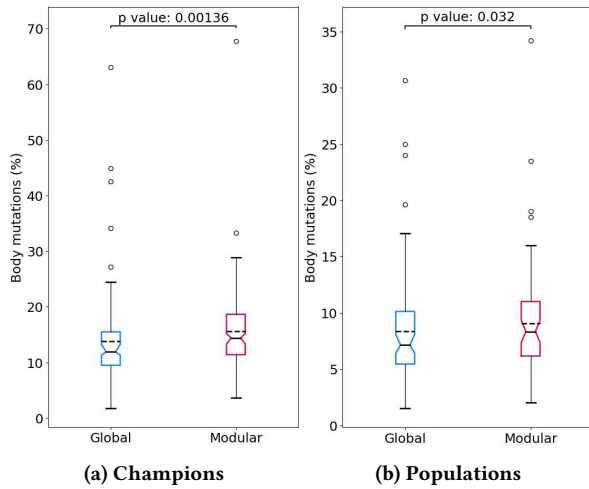 p value: 0.00136
70
60
50
40
30
20
10
0
Body mutations (%)
Global
Modular
(a) Champions
p value: 0.032
35
30
25
20
15
10
5
0
Body mutations (%)
Global
Modular
(b) Populations